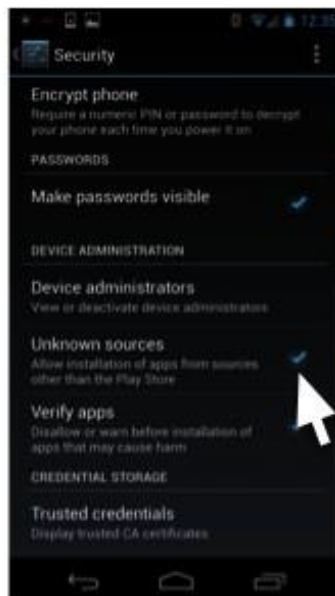 12:35
Security
Encrypt phone
Require a numeric PIN or password to decrypt
your phone each time you power it on
PASSWORDS
Make passwords visible
DEVICE ADMINISTRATION
Device administrators
View or deactivate device administrators
Unknown sources
Allow installation of apps from sources
other than the Play Store
Verify apps
Disallow or warn before installation of
apps that may cause harm
CREDENTIAL STORAGE
Trusted credentials
Display trusted CA certificates